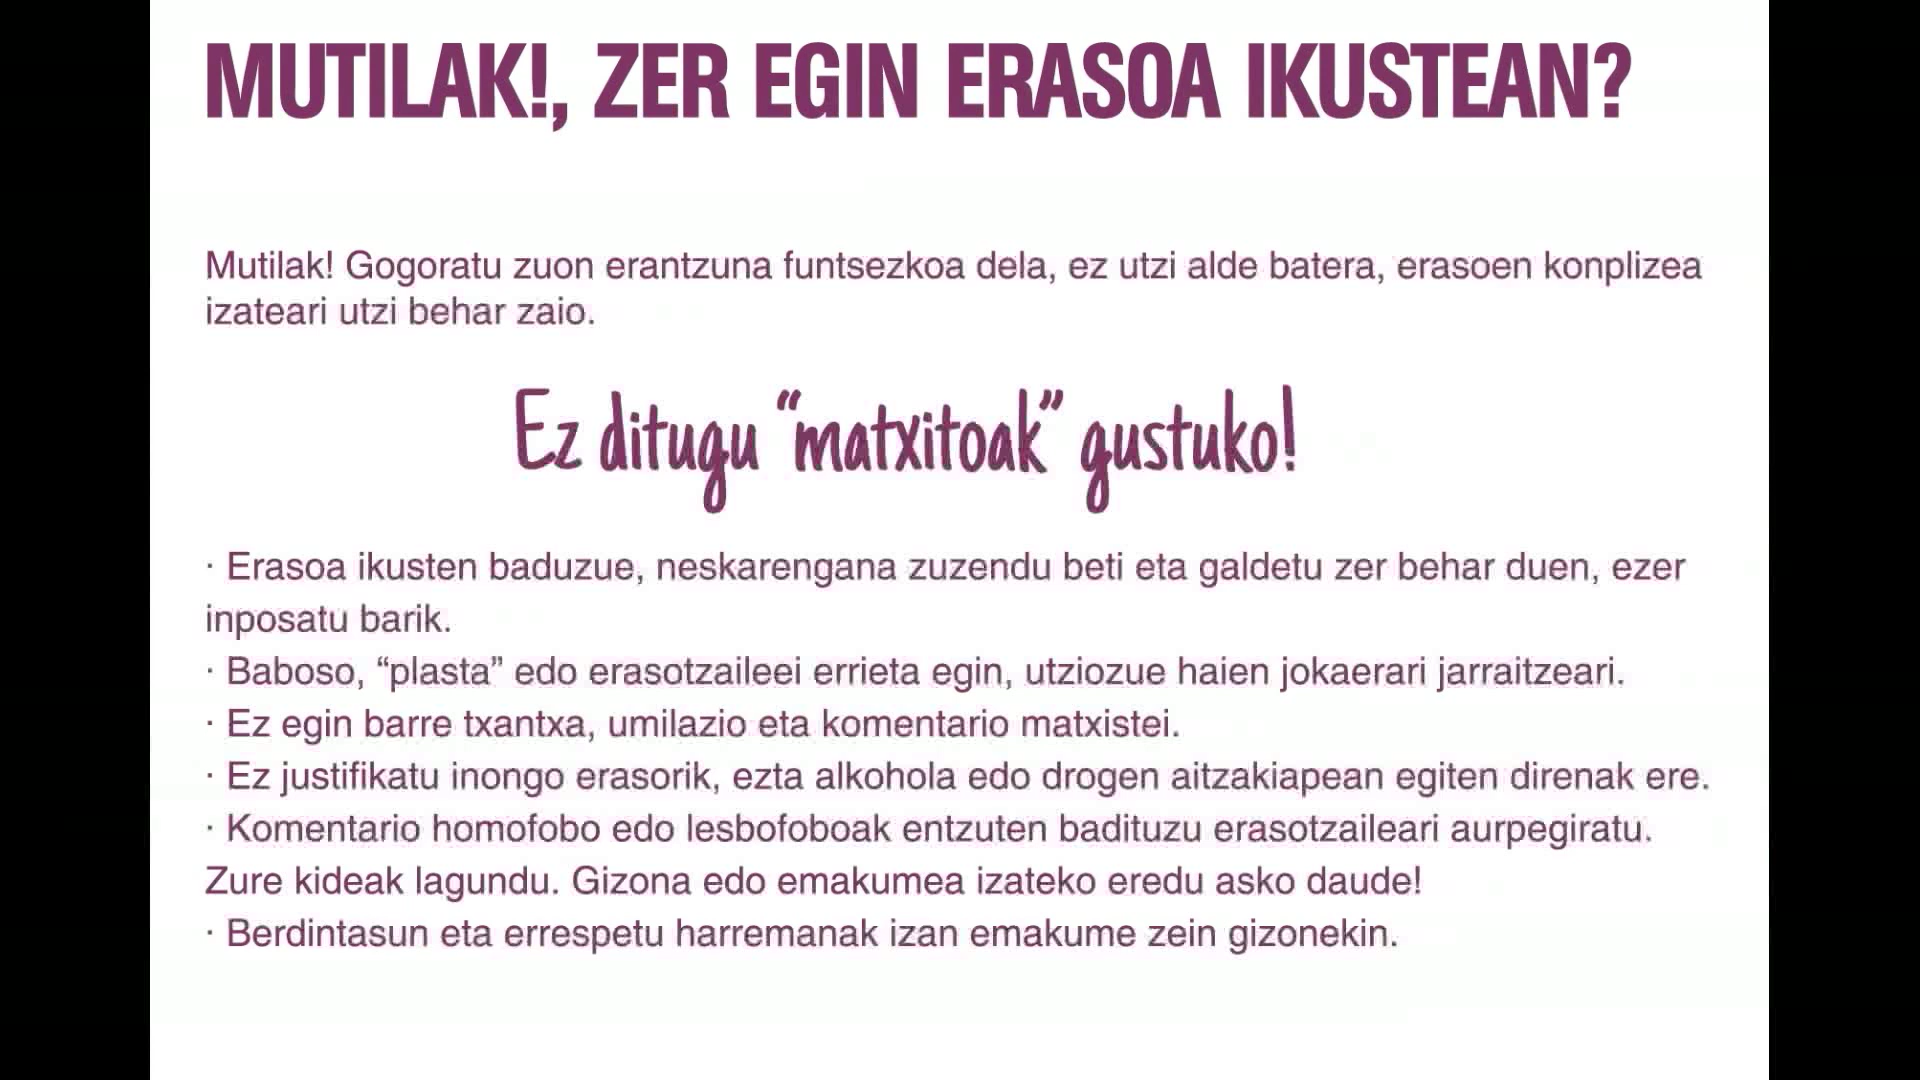 MUTILAK!, ZER EGIN ERASOA IKUSTEAN?
Mutilak! Gogoratu zuon erantzuna funtsezkoa dela, ez utzi alde batera, erasoen konplizea
izateari utzi behar zaio.
Ez ditugu “matxitoak” gustuko!
· Erasoa ikusten baduzue, neskarengana zuzendu beti eta galdetu zer behar duen, ezer
inposatu barik.
· Baboso, “plasta” edo erasotzaileei errieta egin, utziozue haien jokaerari jarraitzeari.
· Ez egin barre txantxa, umilazio eta komentario matxistei.
· Ez justifikatu inongo erasorik, ezta alkohola edo drogen aitzakiapean egiten direnak ere.
· Komentario homofobo edo lesbofoboak entzuten badituzu erasotzaileari aurpegiratu.
Zure kideak lagundu. Gizona edo emakumea izateko eredu asko daude!
· Berdintasun eta errespetu harremanak izan emakume zein gizonekin.